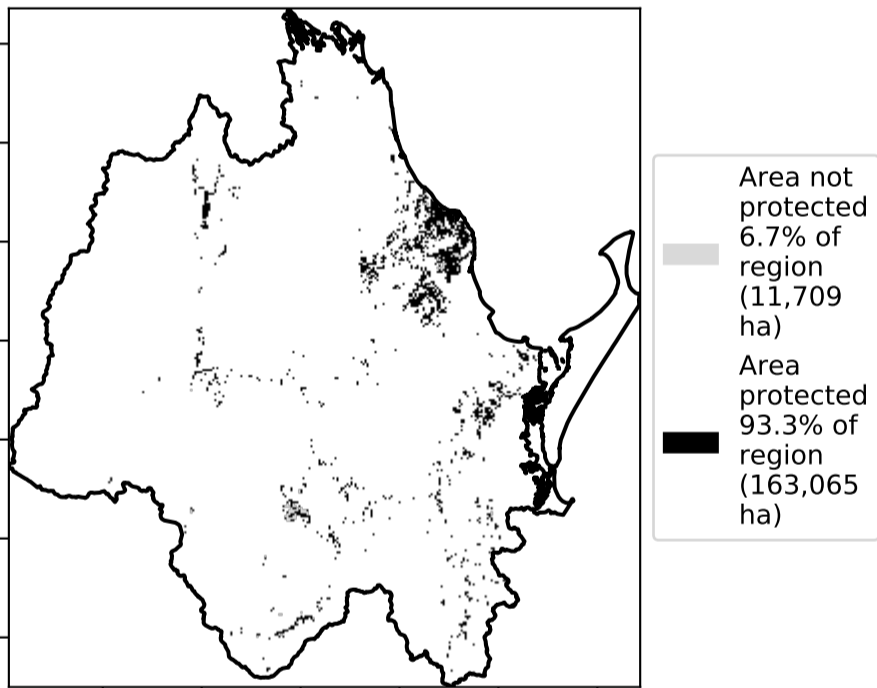 Area not
protected
6.7% of
region
(11,709
ha)
Area
protected
93.3% of
region
(163,065
ha)